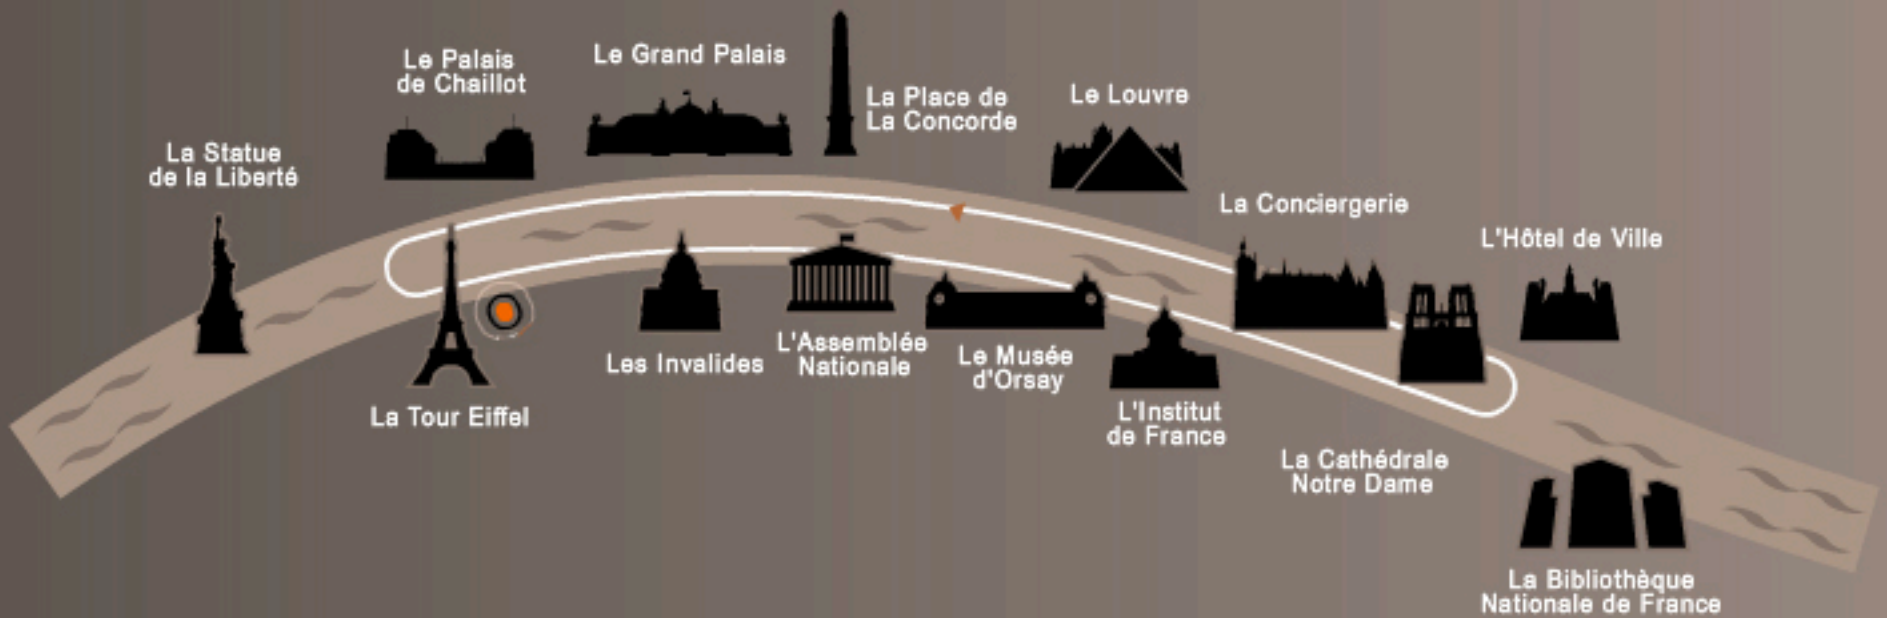 Le Palais
de Chaillot
Le Grand Palais
La Place de
La Concorde
Le Louvre
La Statue
de la Liberté
La Conciergerie
L'Hôtel de Ville
La Tour Eiffel
Les Invalides
L'Assemblée
Nationale
Le Musée
d'Orsay
L'Institut
de France
La Cathédrale
Notre Dame
La Bibliothèque
Nationale de France